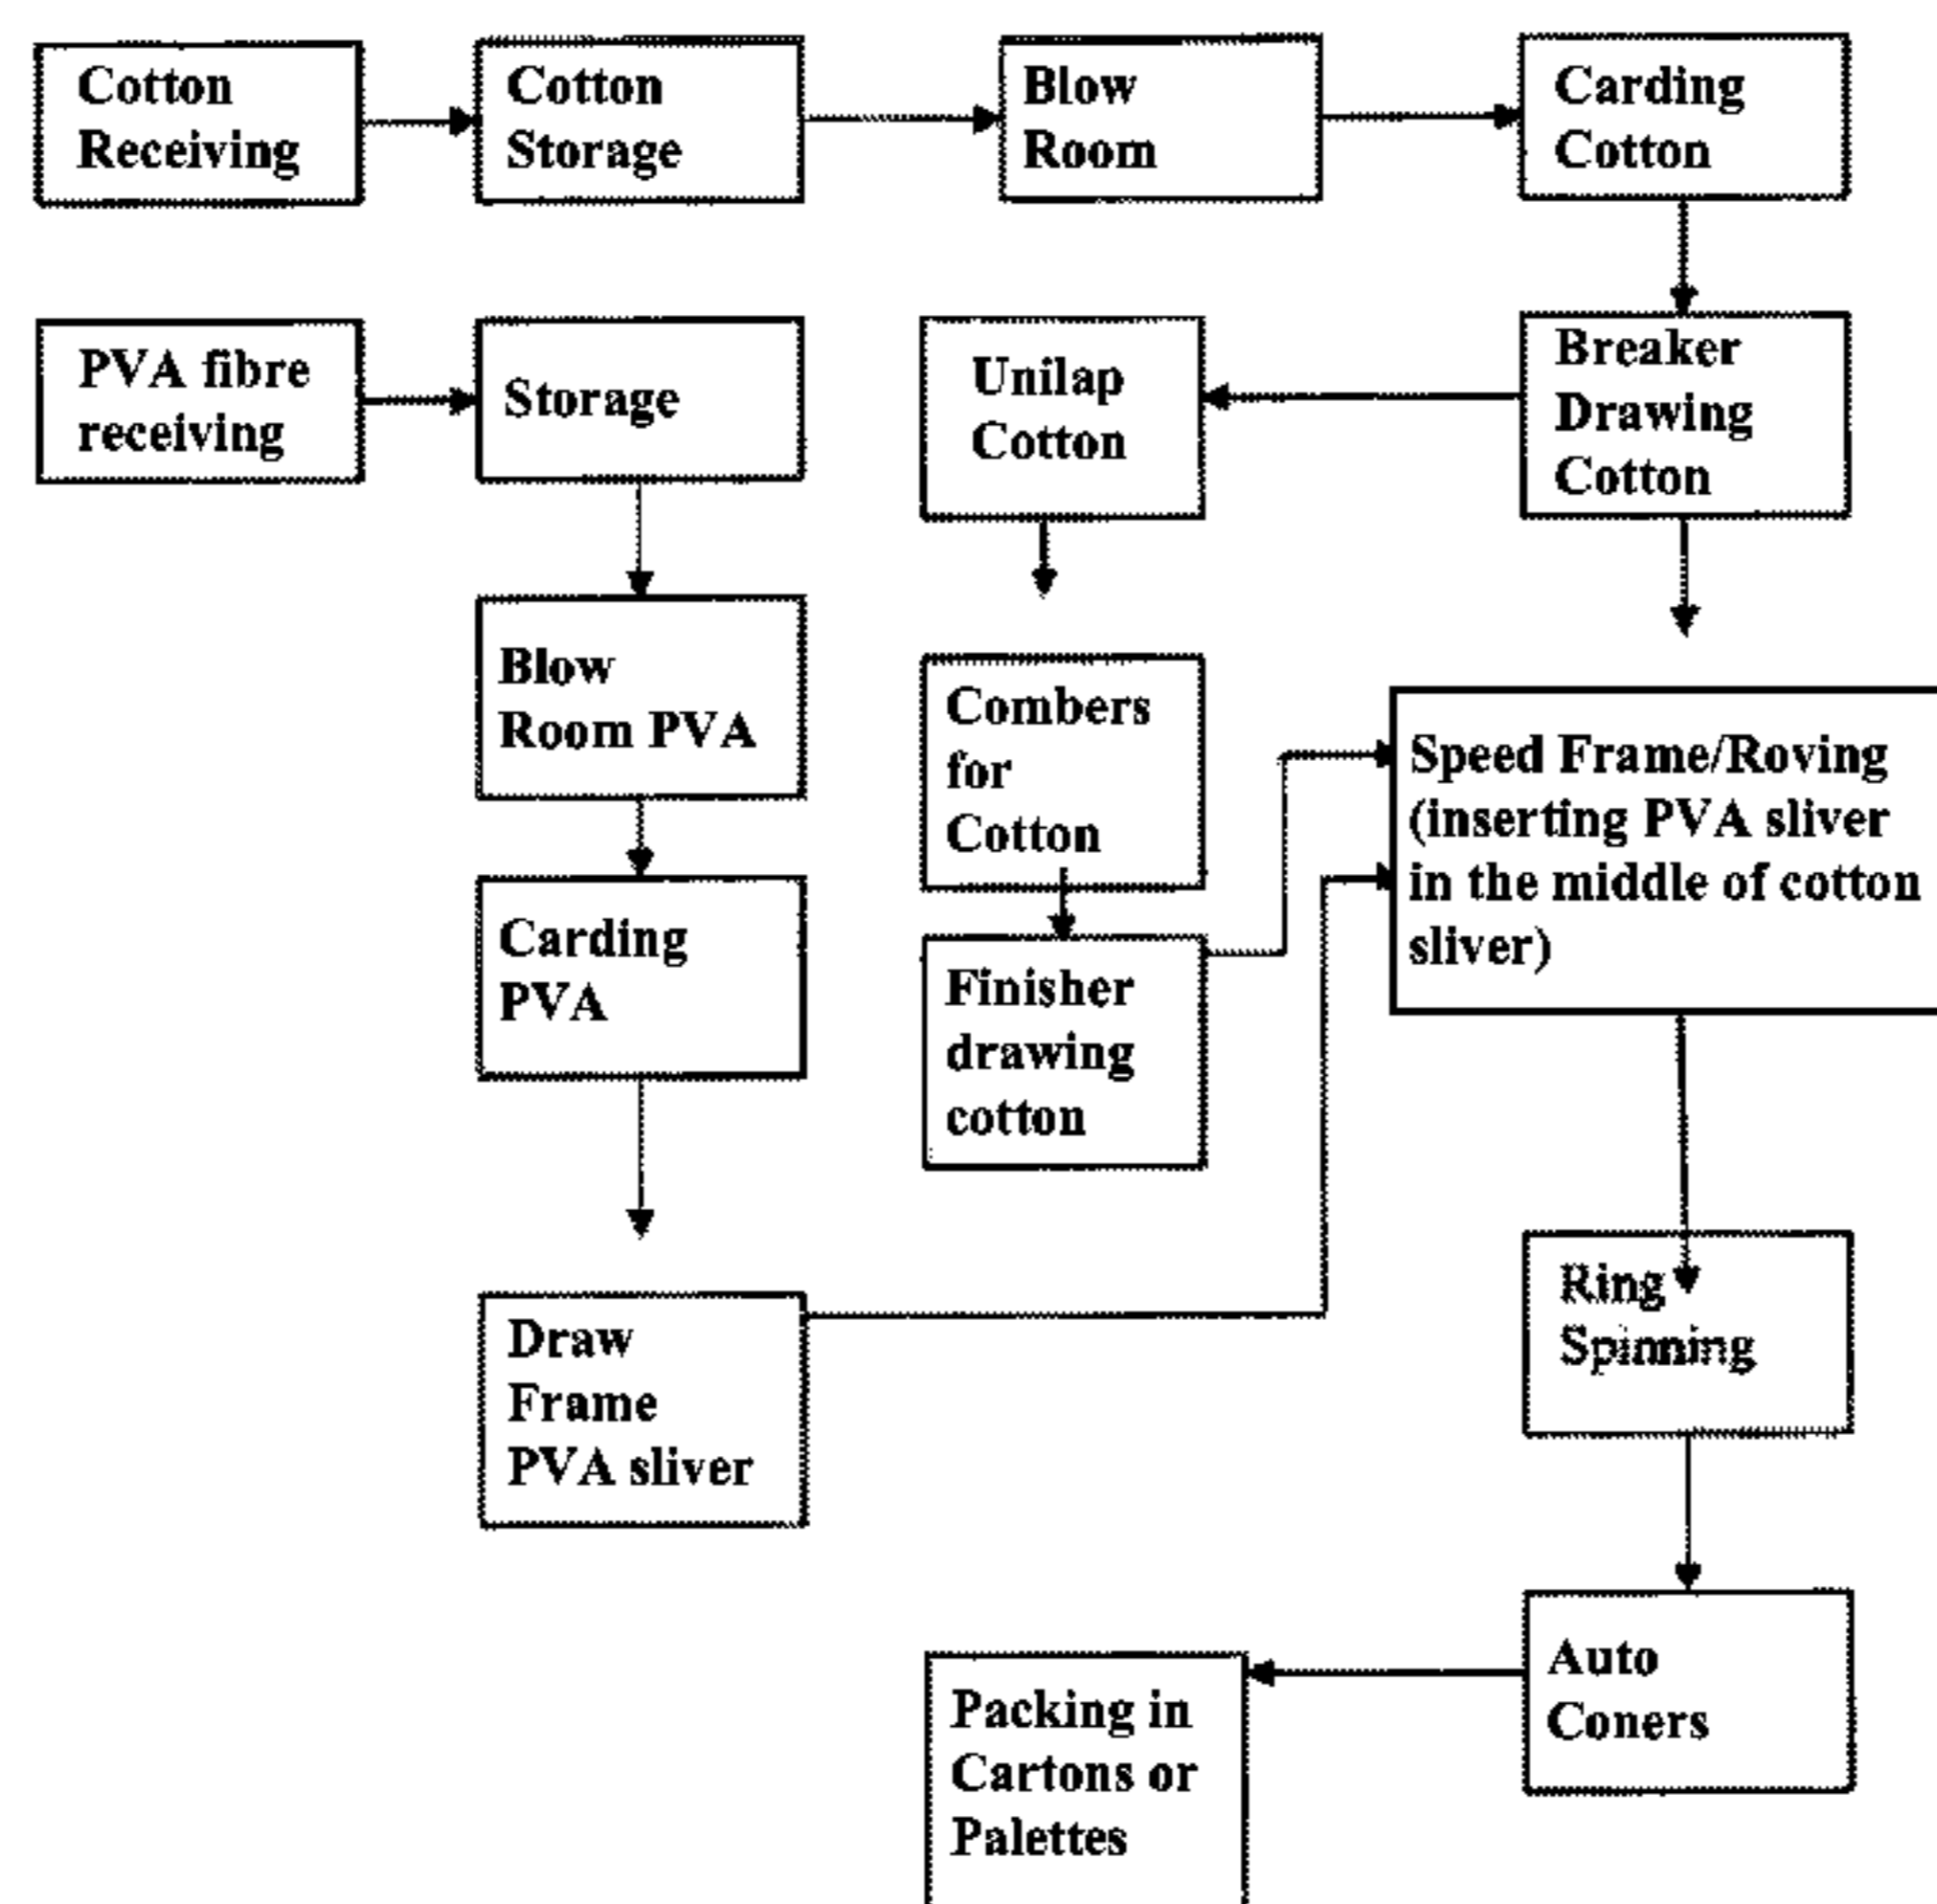 Cotton
Receiving
Cotton
Storage
Blow
Room
Carding
Cotton
PVA fibre
receiving
Storage
Unilap
Cotton
Breaker
Drawing
Cotton
Blow
Room PVA
Combers
for
Cotton
Speed Frame/Roving
(inserting PVA sliver
in the middle of cotton
sliver)
Carding
PVA
Finisher
drawing
cotton
Draw
Frame
PVA sliver
Ring
Spinning
Auto
Coners
Packing in
Cartons or
Palettes